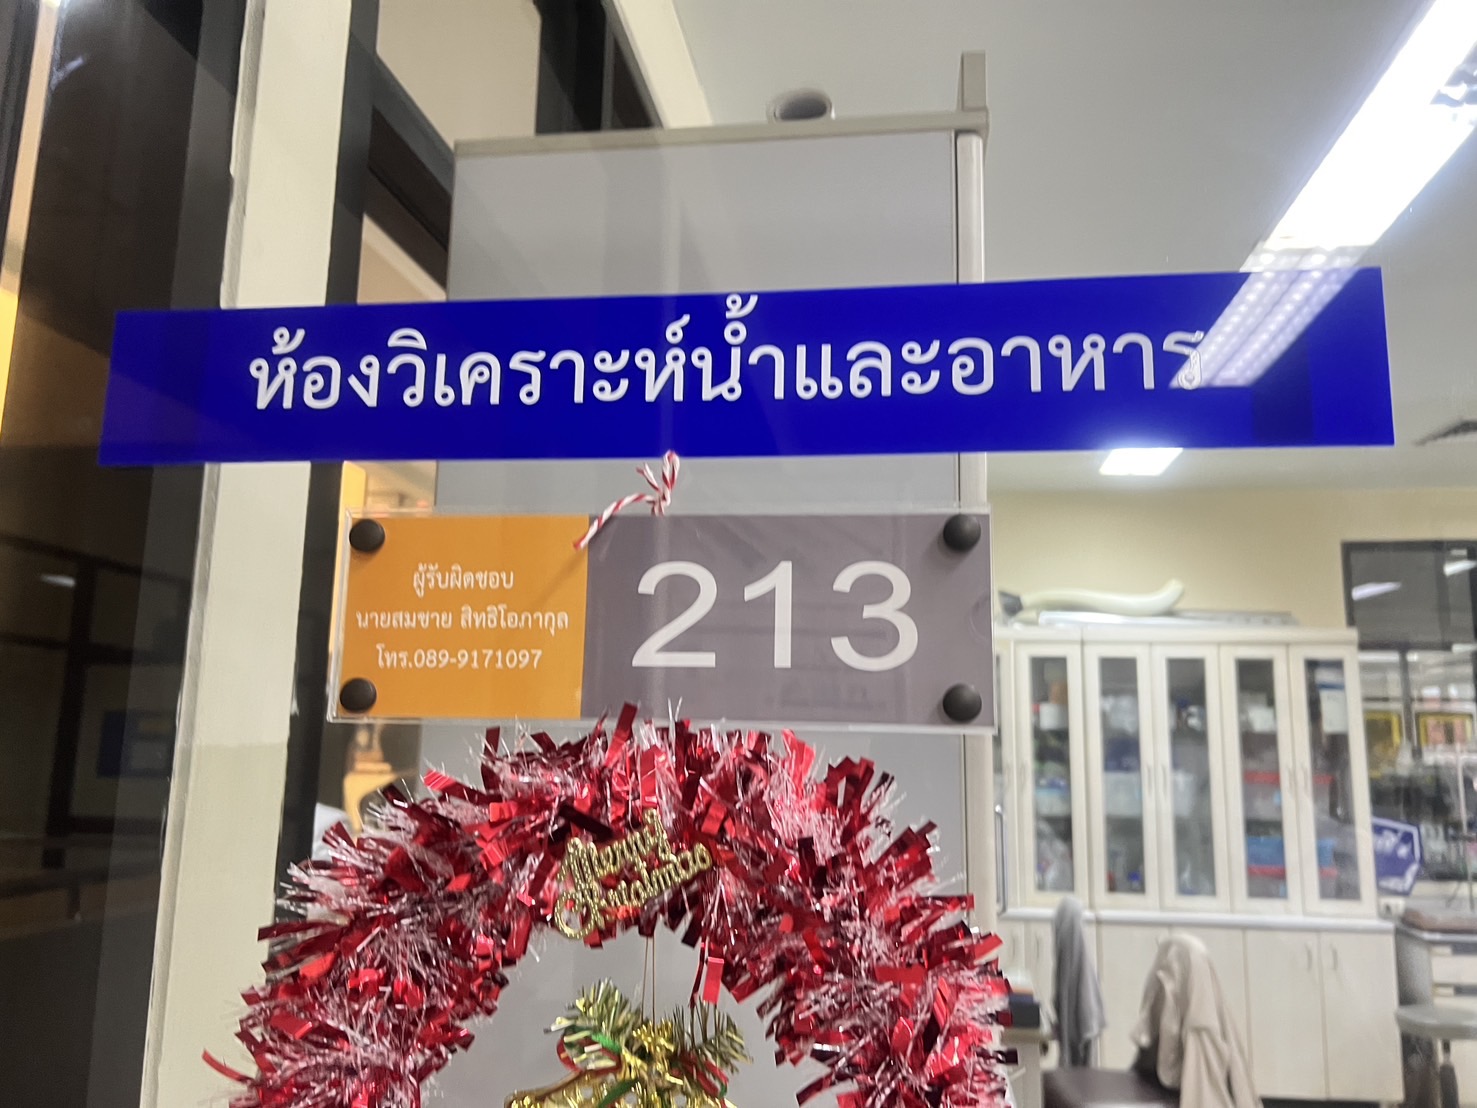 ห้องวิเคราะห์น้ำและอาหาร
ผู้รับผิดชอบ
นายสมชาย สิทธิโอภากุล
โทร.089-9171097
213
Merry
Christmas